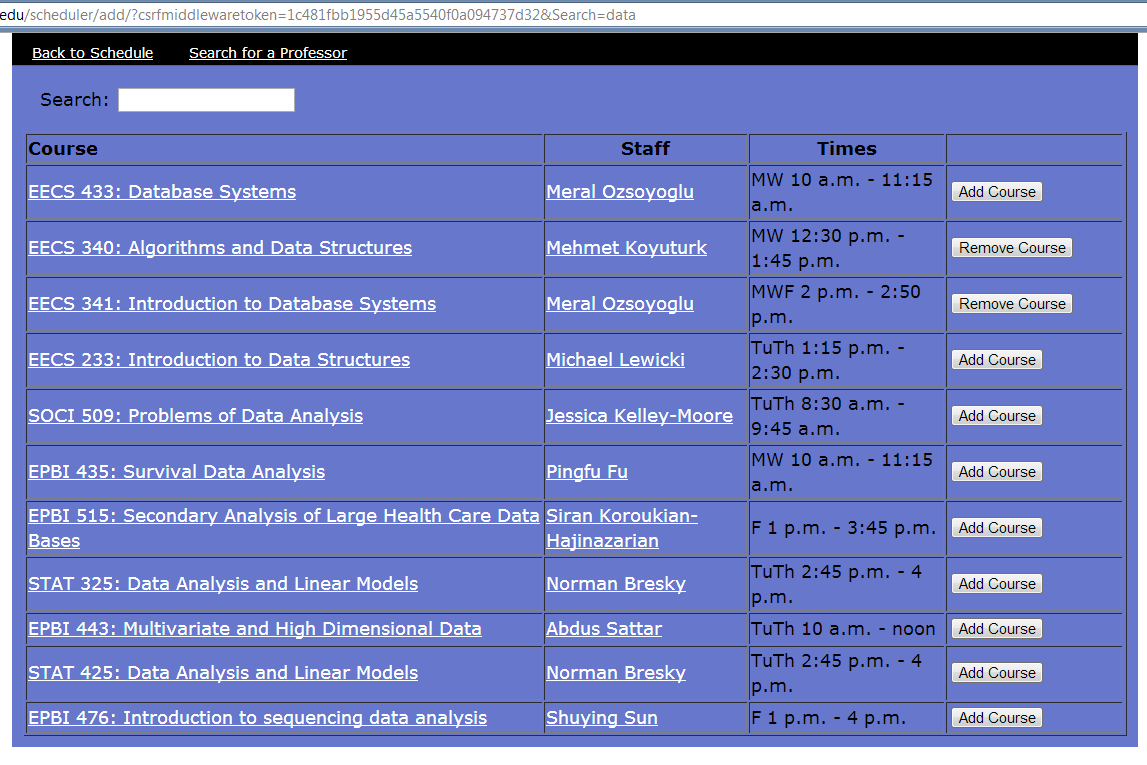 edu/scheduler/add/?csrfmiddlewaretoken=1c481fbb1955d45a5540f0a094737d32&Search=data
Back to Schedule Search for a Professor
Search:
Course Staff Times
EECS 433: Database Systems Meral Ozsoyoglu MW 10 a.m. - 11:15 a.m. Add Course
EECS 340: Algorithms and Data Structures Mehmet Koyuturk MW 12:30 p.m. - 1:45 p.m. Remove Course
EECS 341: Introduction to Database Systems Meral Ozsoyoglu MWF 2 p.m. - 2:50 p.m. Remove Course
EECS 233: Introduction to Data Structures Michael Lewicki TuTh 1:15 p.m. - 2:30 p.m. Add Course
SOCI 509: Problems of Data Analysis Jessica Kelley-Moore TuTh 8:30 a.m. - 9:45 a.m. Add Course
EPBI 435: Survival Data Analysis Pingfu Fu MW 10 a.m. - 11:15 a.m. Add Course
EPBI 515: Secondary Analysis of Large Health Care Data Bases Siran Koroukian-Hajinazarian F 1 p.m. - 3:45 p.m. Add Course
STAT 325: Data Analysis and Linear Models Norman Bresky TuTh 2:45 p.m. - 4 p.m. Add Course
EPBI 443: Multivariate and High Dimensional Data Abdus Sattar TuTh 10 a.m. - noon Add Course
STAT 425: Data Analysis and Linear Models Norman Bresky TuTh 2:45 p.m. - 4 p.m. Add Course
EPBI 476: Introduction to sequencing data analysis Shuying Sun F 1 p.m. - 4 p.m. Add Course